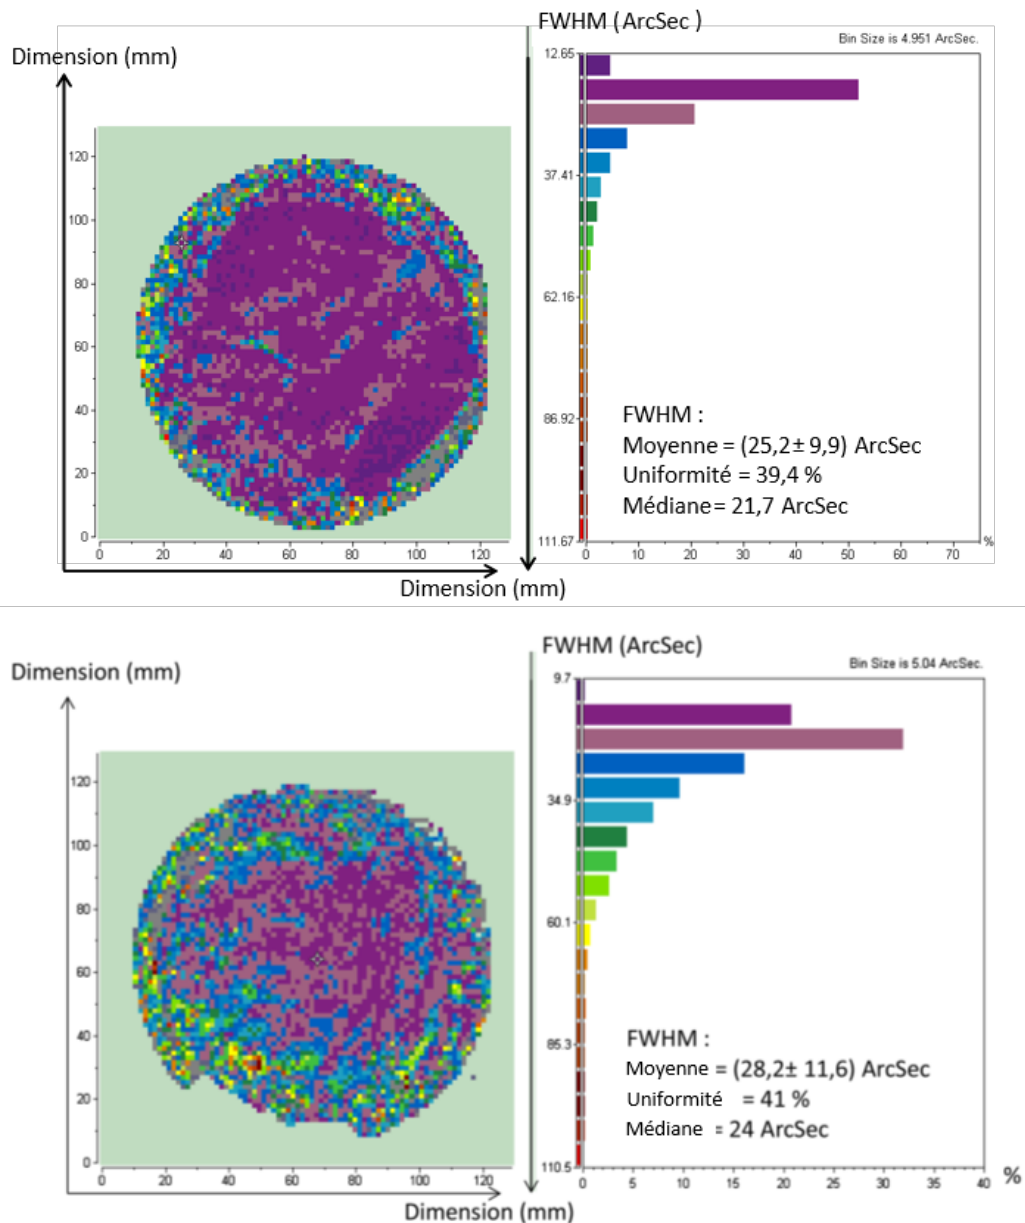 FWHM (ArcSec )
Bin Size is 4.951 ArcSec.
Dimension (mm)
12.65
37.41
62.16
86.92
111.67
120
100
80
60
40
20
0
0 20 40 60 80 100 120
0 10 20 30 40 50 60 70 %
FWHM :
Moyenne = (25,2± 9,9) ArcSec
Uniformité = 39,4 %
Médiane = 21,7 ArcSec
Dimension (mm)
FWHM (ArcSec)
Bin Size is 5.04 ArcSec.
Dimension (mm)
9.7
34.9
60.1
85.3
110.5
120
100
80
60
40
20
0
0 20 40 60 80 100 120
0 5 10 15 20 25 30 35 40 %
FWHM :
Moyenne = (28,2± 11,6) ArcSec
Uniformité = 41 %
Médiane = 24 ArcSec
Dimension (mm)